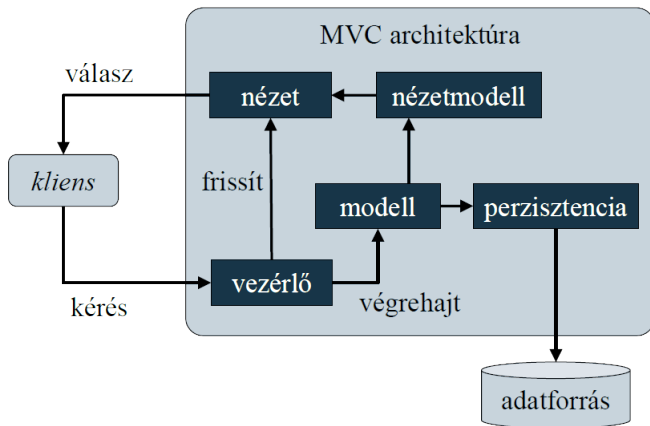 MVC architektúra
válasz
nézet
nézetmodell
kliens
frissít
modell
perzisztencia
vezérlő
kérés
végrehajt
adatforrás